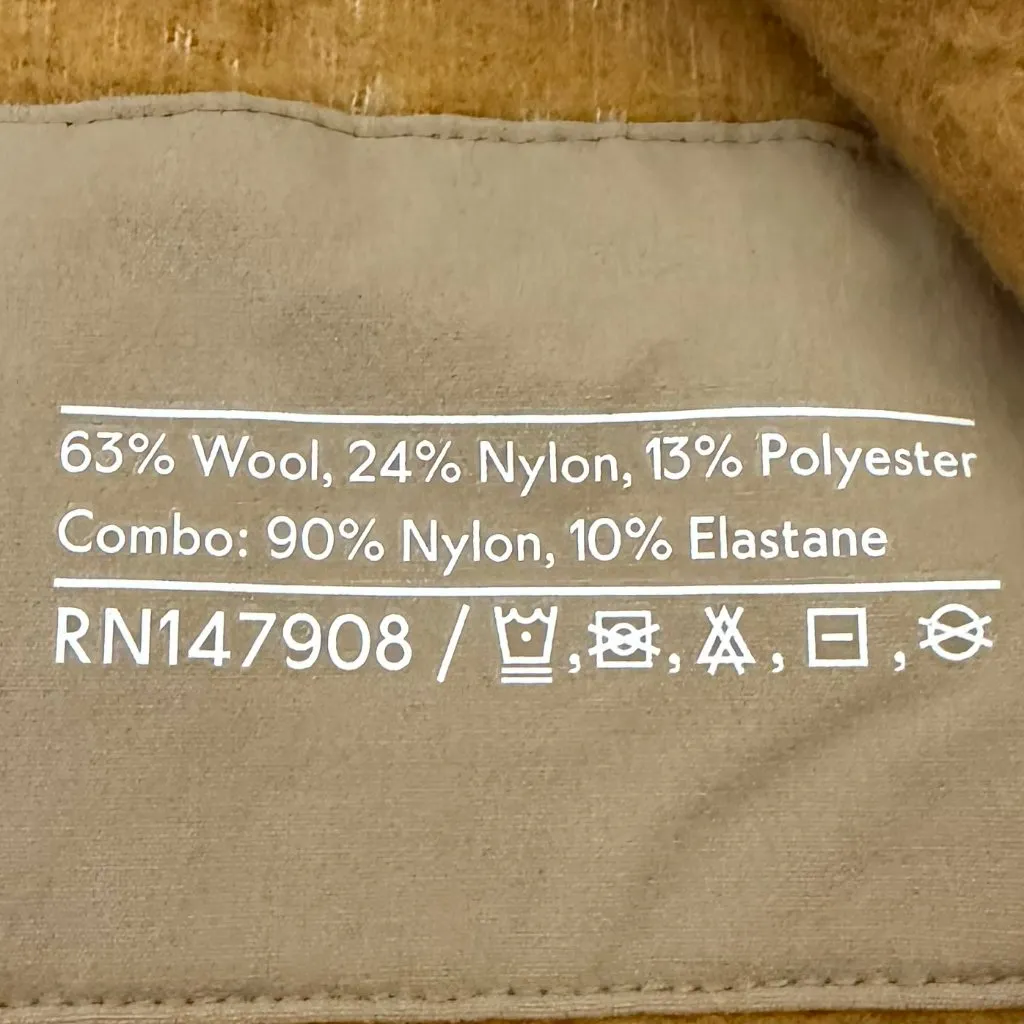 63% Wool, 24% Nylon, 13% Polyester
Combo: 90% Nylon, 10% Elastane
RN147908 /